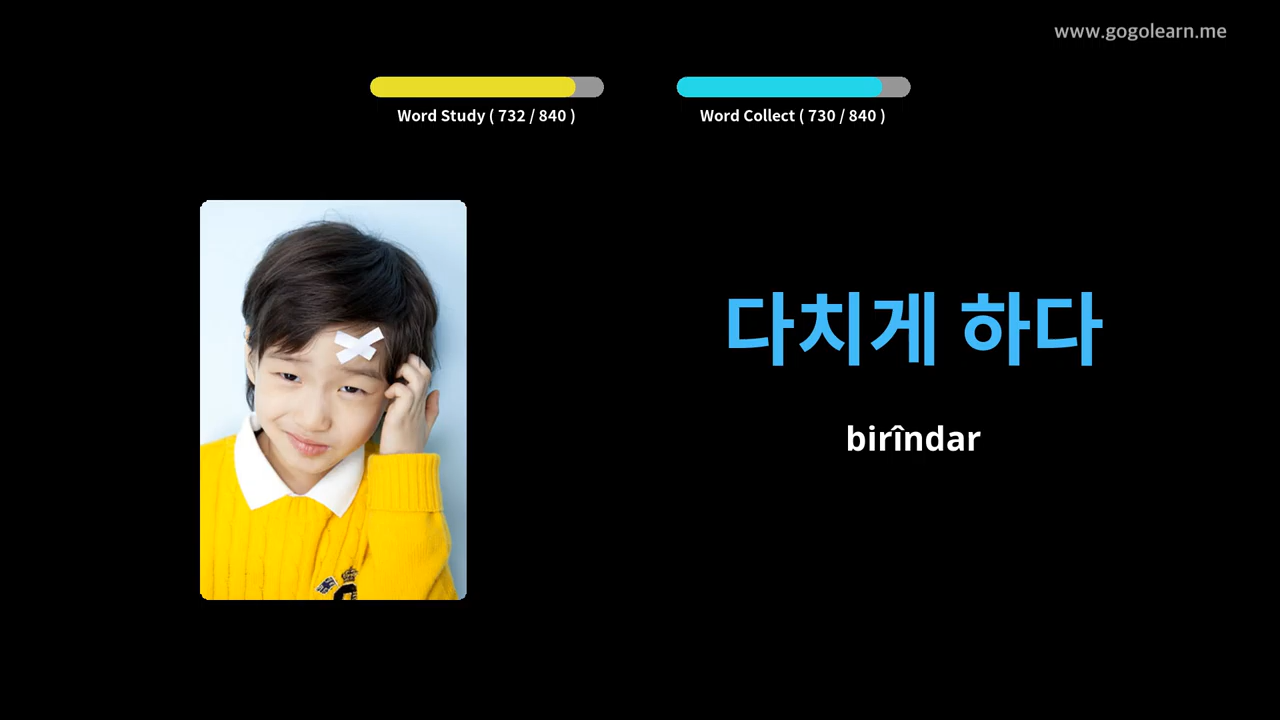 www.gogolearn.me
Word Study ( 732 / 840 )
Word Collect ( 730 / 840 )
다치게 하다
birîndar